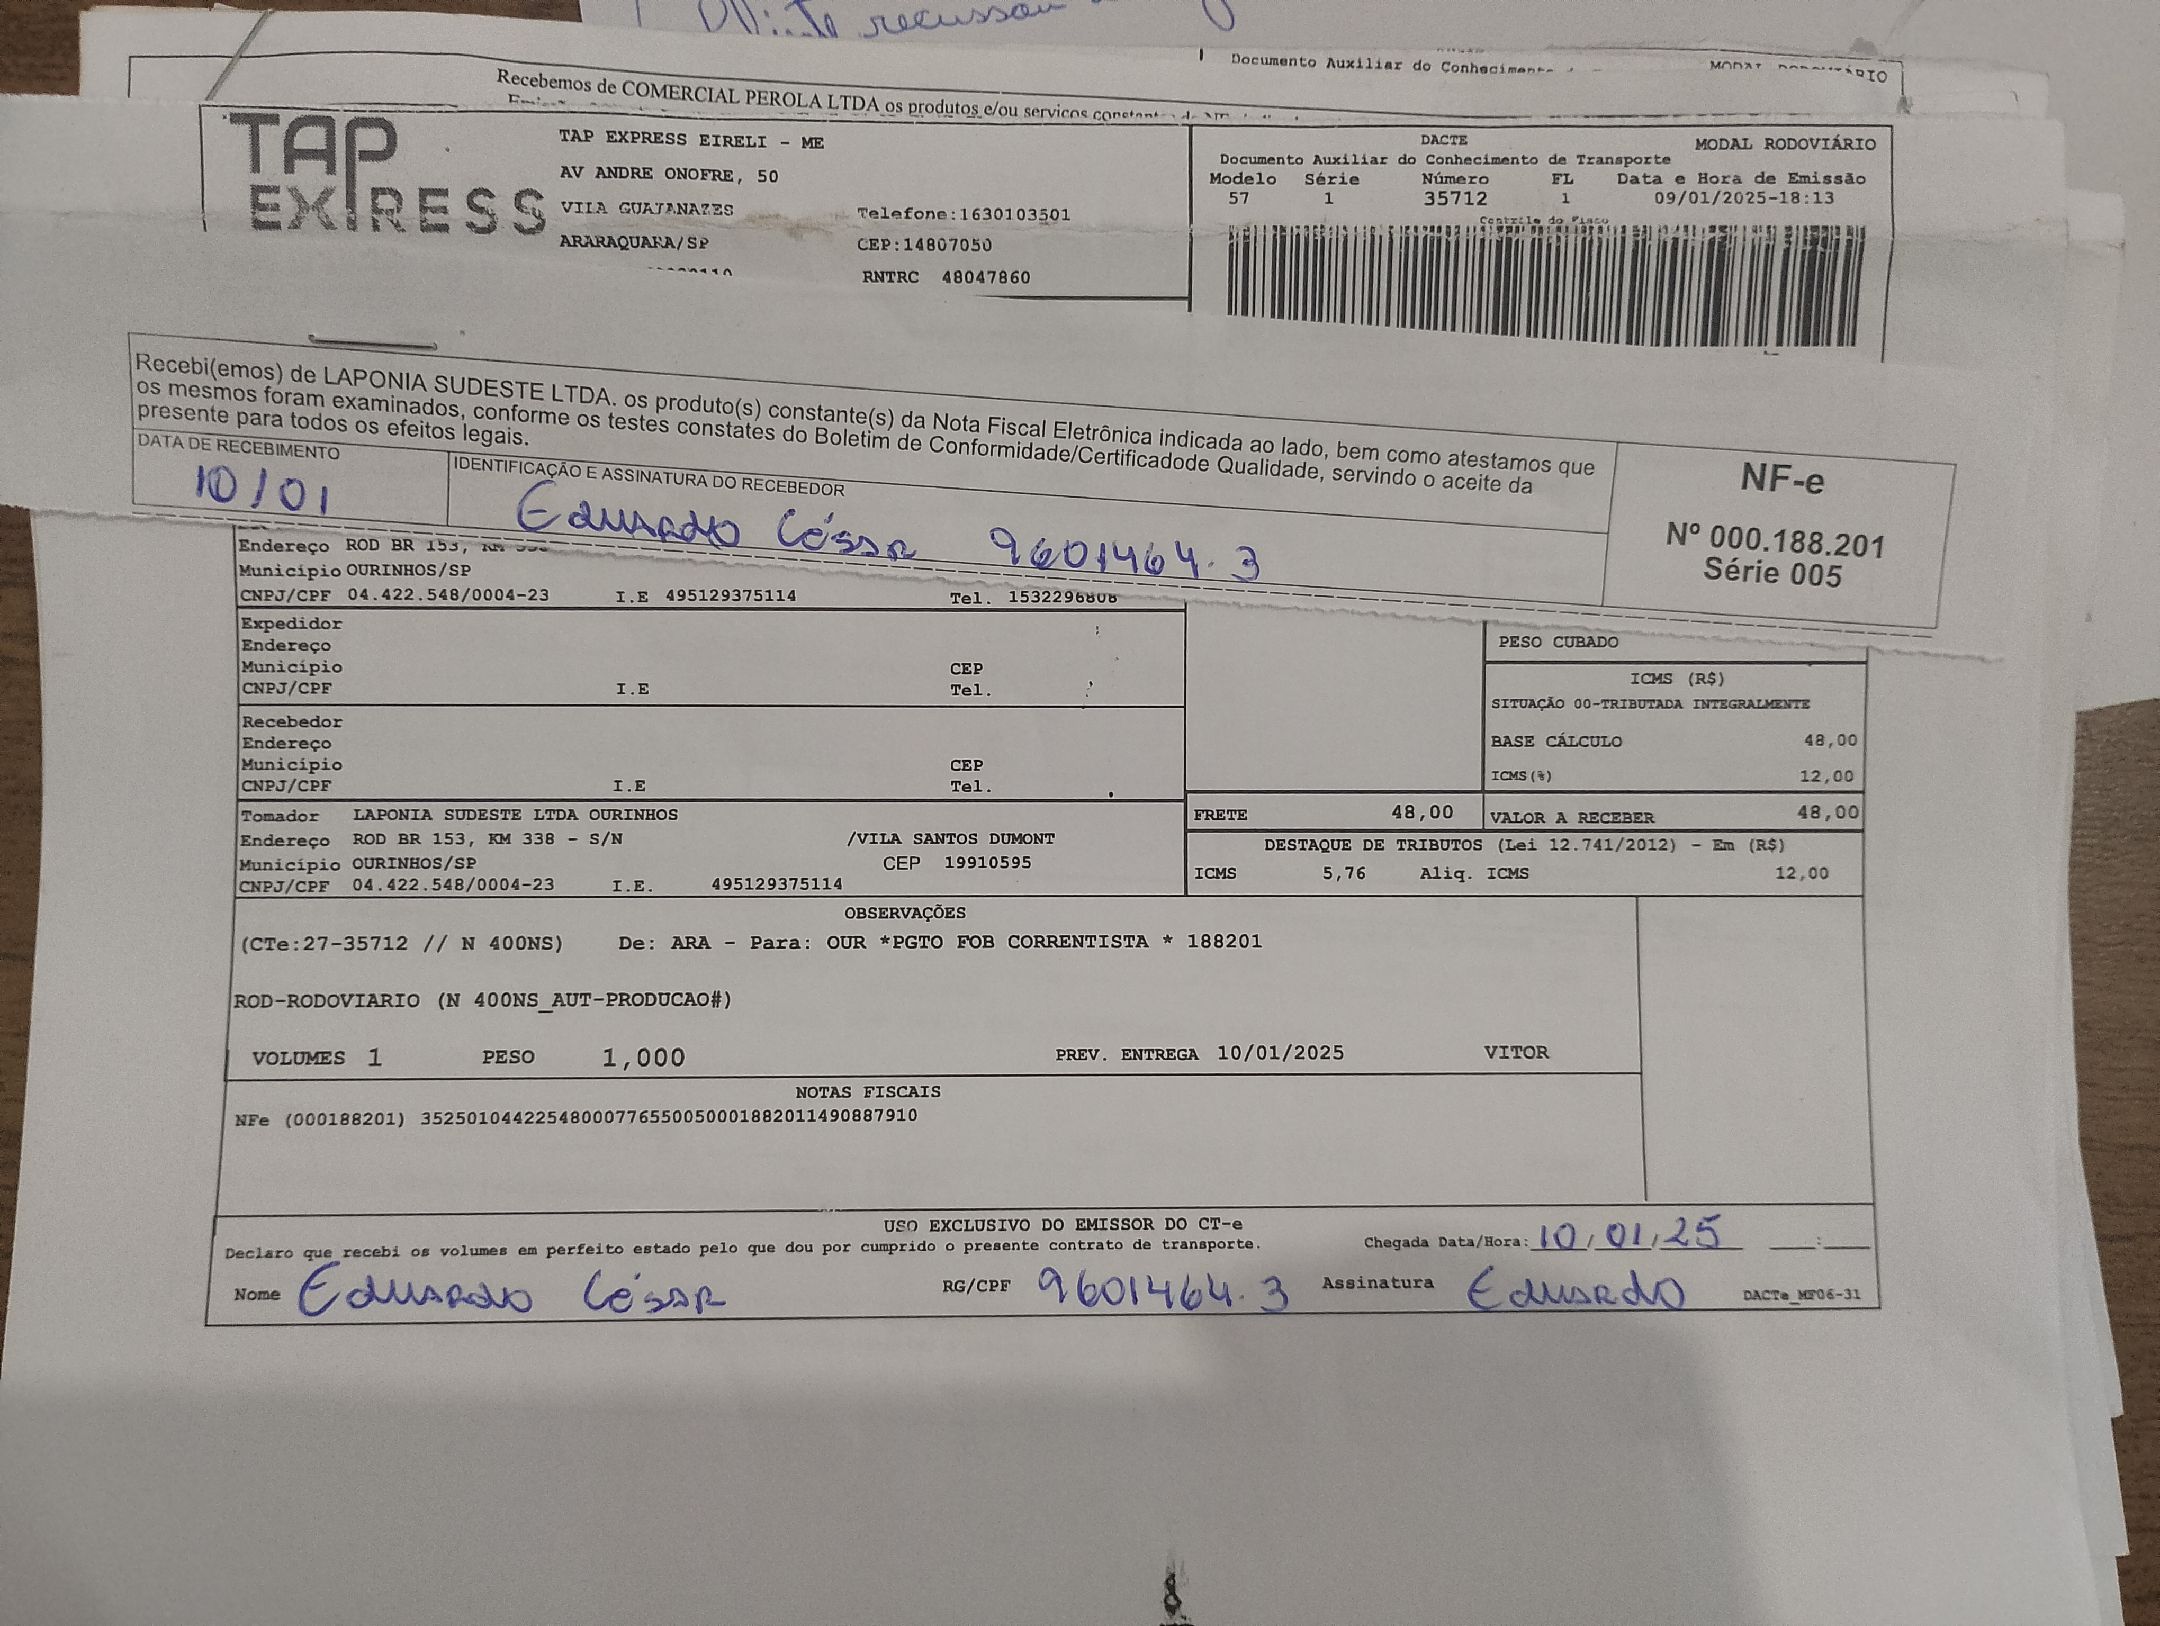 recussou
Documento Auxiliar do Conhecimento
MODAL RODOVIÁRIO
Recebemos de COMERCIAL PEROLA LTDA os produtos e/ou serviços
TAP EXPRESS
TAP EXPRESS EIRELI - ME
AV ANDRE ONOFRE, 50
VILA GUAIANAZES
Telefone:1630103501
ARARAQUARA/SP
CEP:14807050
RNTRC 48047860
DACTE
MODAL RODOVIÁRIO
Documento Auxiliar do Conhecimento de Transporte
Modelo Série Número FL Data e Hora de Emissão
57 1 35712 1 09/01/2025-18:13
Controle do Fisco
Recebi(emos) de LAPONIA SUDESTE LTDA. os produto(s) constante(s) da Nota Fiscal Eletrônica indicada ao lado, bem como atestamos que
os mesmos foram examinados, conforme os testes constates do Boletim de Conformidade/Certificadode Qualidade, servindo o aceite da
presente para todos os efeitos legais.
DATA DE RECEBIMENTO
10/01
IDENTIFICAÇÃO E ASSINATURA DO RECEBEDOR
Eduardo César 9601464.3
NF-e
Nº 000.188.201
Série 005
Endereço ROD BR 153, KM
Município OURINHOS/SP
CNPJ/CPF 04.422.548/0004-23 I.E 495129375114 Tel. 1532296808
Expedidor
Endereço
Município CEP
CNPJ/CPF I.E Tel.
Recebedor
Endereço
Município CEP
CNPJ/CPF I.E Tel.
PESO CUBADO
ICMS (R$)
SITUAÇÃO 00-TRIBUTADA INTEGRALMENTE
BASE CÁLCULO 48,00
ICMS(%) 12,00
Tomador LAPONIA SUDESTE LTDA OURINHOS
Endereço ROD BR 153, KM 338 - S/N /VILA SANTOS DUMONT
Município OURINHOS/SP CEP 19910595
CNPJ/CPF 04.422.548/0004-23 I.E. 495129375114
FRETE 48,00 VALOR A RECEBER 48,00
DESTAQUE DE TRIBUTOS (Lei 12.741/2012) - Em (R$)
ICMS 5,76 Aliq. ICMS 12,00
OBSERVAÇÕES
(CTe:27-35712 // N 400NS) De: ARA - Para: OUR *PGTO FOB CORRENTISTA * 188201
ROD-RODOVIARIO (N 400NS_AUT-PRODUCAO#)
VOLUMES 1 PESO 1,000 PREV. ENTREGA 10/01/2025 VITOR
NOTAS FISCAIS
NFe (000188201) 35250104422548000776550050001882011490887910
USO EXCLUSIVO DO EMISSOR DO CT-e
Declaro que recebi os volumes em perfeito estado pelo que dou por cumprido o presente contrato de transporte.
Chegada Data/Hora: 10/01/25 __:__
Nome Eduardo César RG/CPF 9601464.3 Assinatura Eduardo DACTe_MF06-31